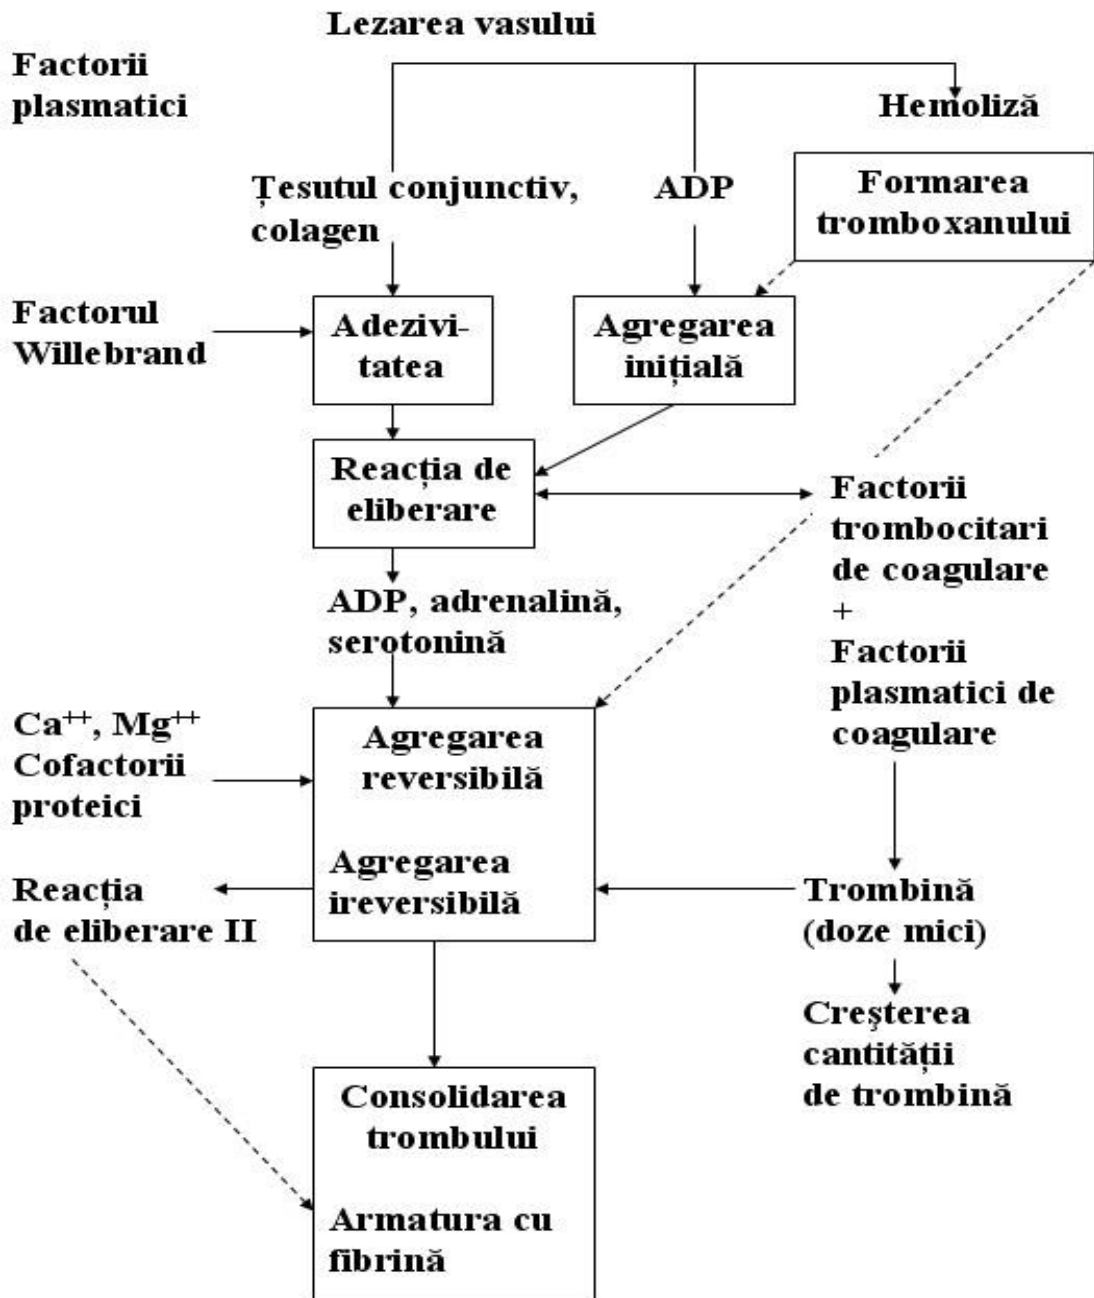 Lezarea vasului
Factorii
plasmatici
Hemoliză
Țesutul conjunctiv,
colagen
ADP
Formarea
tromboxanului
Factorul
Willebrand
Adezivi-
tatea
Agregarea
inițială
Reacția de
eliberare
Factorii
trombocitari
de coagulare
+
Factorii
plasmatici de
coagulare
ADP, adrenalină,
serotonină
Ca⁺⁺, Mg⁺⁺
Cofactorii
proteici
Agregarea
reversibilă
Agregarea
ireversibilă
Reacția
de eliberare II
Trombină
(doze mici)
Creşterea
cantității
de trombină
Consolidarea
trombului
Armatura cu
fibrină